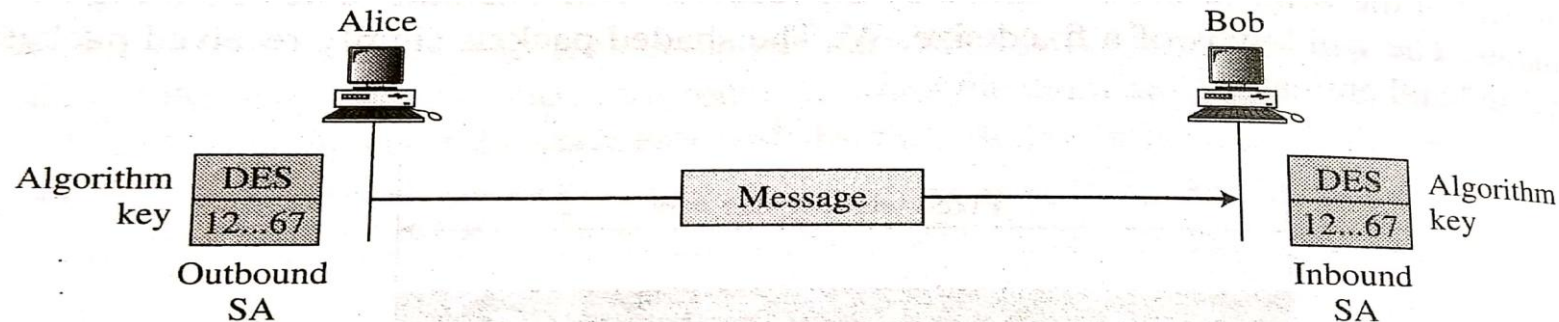 Alice
Bob
Algorithm
key
DES
12...67
Outbound
SA
Message
DES
12...67
Algorithm
key
Inbound
SA